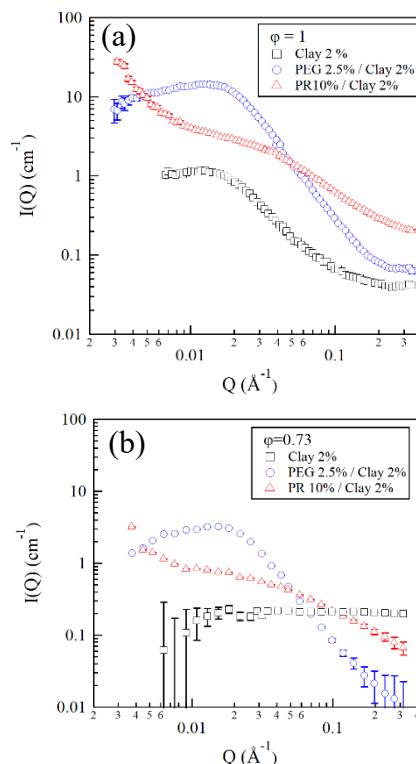 (a)
φ = 1
Clay 2 %
PEG 2.5% / Clay 2%
PR10% / Clay 2%
100
10
1
0.1
0.01
I(Q) (cm⁻¹)
2 3 4 5 6 0.01 2 3 4 5 6 0.1 2 3
Q (Å⁻¹)
(b)
φ=0.73
Clay 2%
PEG 2.5% / Clay 2%
PR 10% / Clay 2%
100
10
1
0.1
0.01
I(Q) (cm⁻¹)
2 3 4 5 6 0.01 2 3 4 5 6 0.1 2 3 4
Q (Å⁻¹)